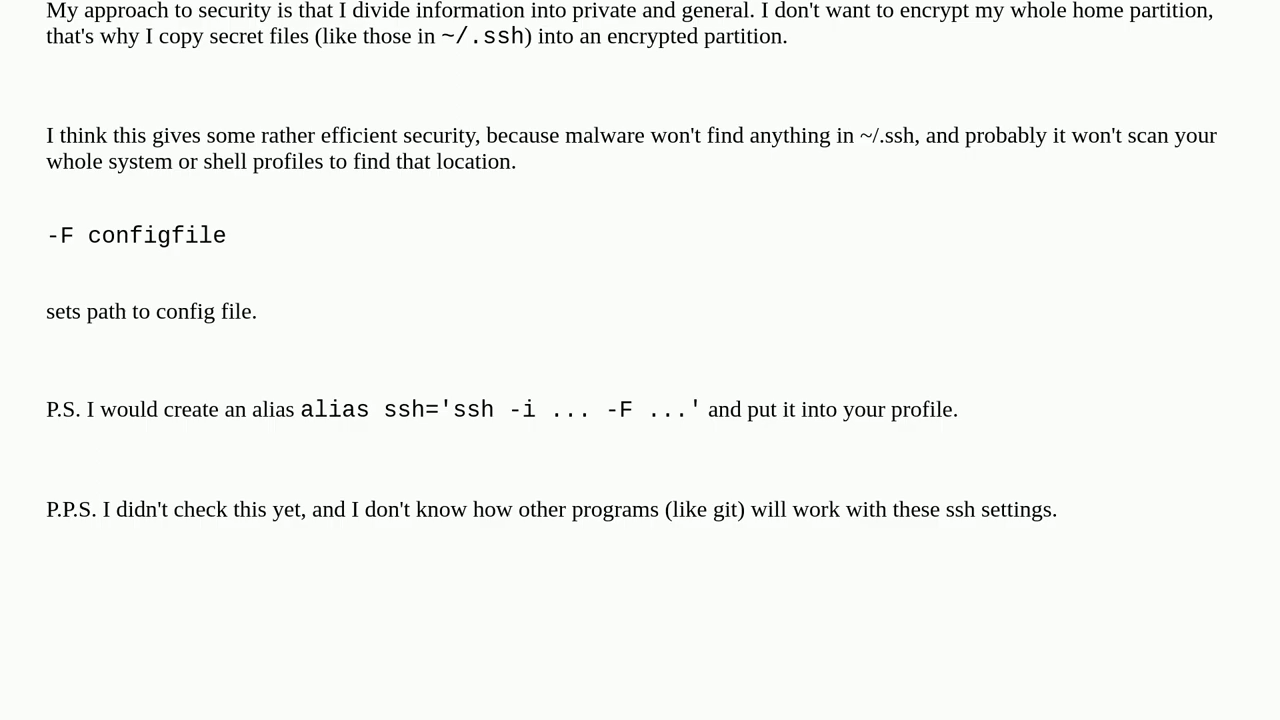 My approach to security is that I divide information into private and general. I don't want to encrypt my whole home partition,
that's why I copy secret files (like those in ~/.ssh) into an encrypted partition.
I think this gives some rather efficient security, because malware won't find anything in ~/.ssh, and probably it won't scan your
whole system or shell profiles to find that location.
-F configfile
sets path to config file.
P.S. I would create an alias alias ssh='ssh -i ... -F ...' and put it into your profile.
P.P.S. I didn't check this yet, and I don't know how other programs (like git) will work with these ssh settings.